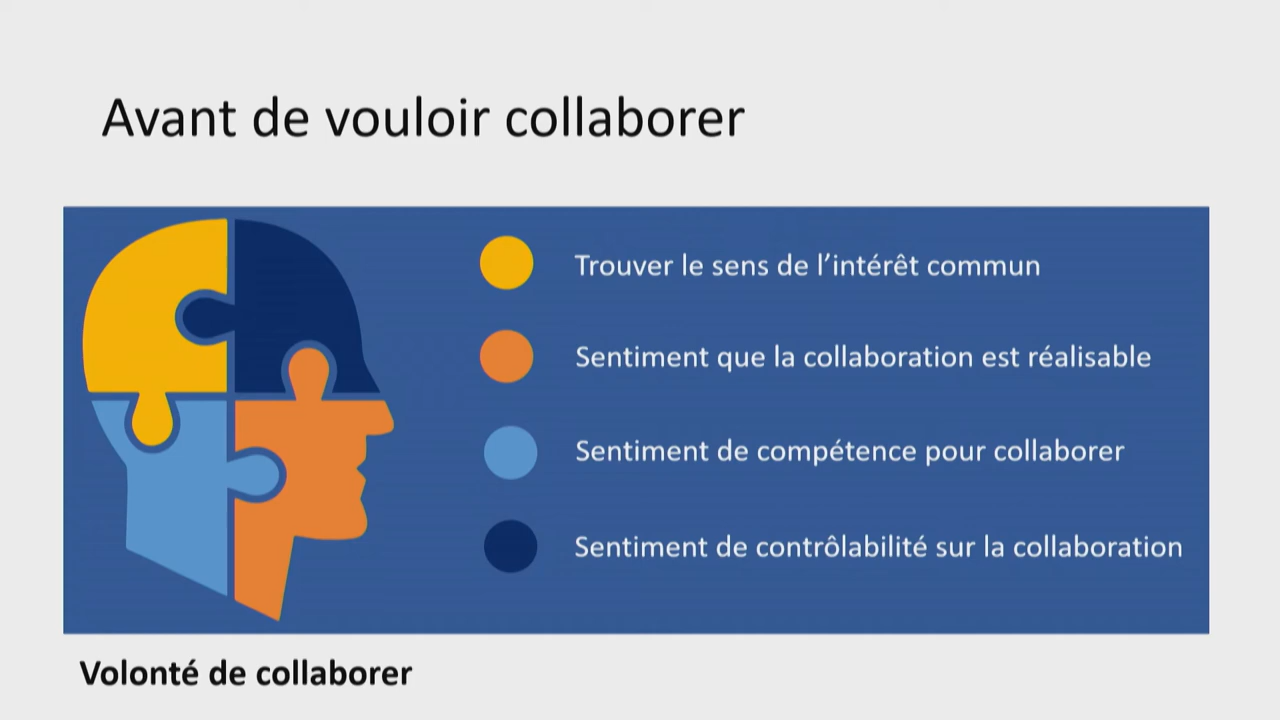 Avant de vouloir collaborer
Trouver le sens de l’intérêt commun
Sentiment que la collaboration est réalisable
Sentiment de compétence pour collaborer
Sentiment de contrôlabilité sur la collaboration
Volonté de collaborer